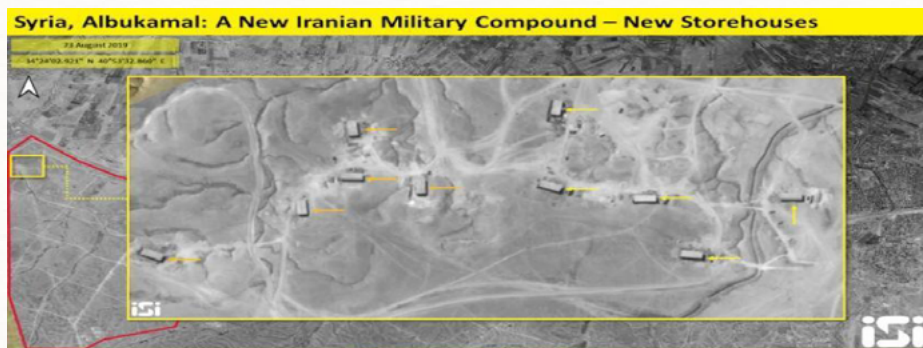 Syria, Albukamal: A New Iranian Military Compound – New Storehouses
23 August 2019
34°24'02.921" N 40°53'32.860" E
iSi
iSi